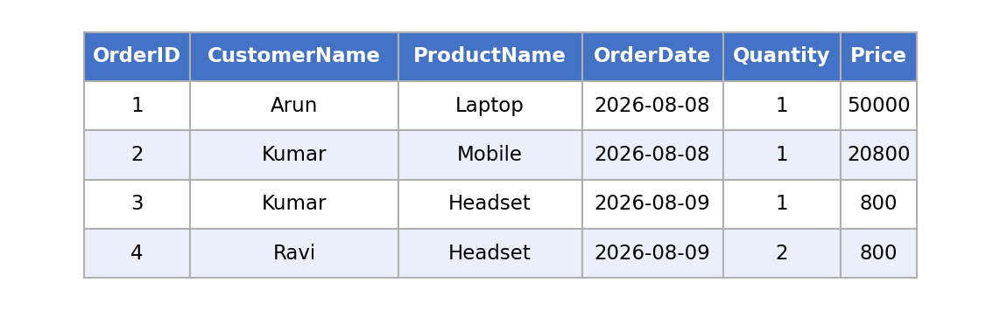 OrderID CustomerName ProductName OrderDate Quantity Price
1 Arun Laptop 2026-08-08 1 50000
2 Kumar Mobile 2026-08-08 1 20800
3 Kumar Headset 2026-08-09 1 800
4 Ravi Headset 2026-08-09 2 800